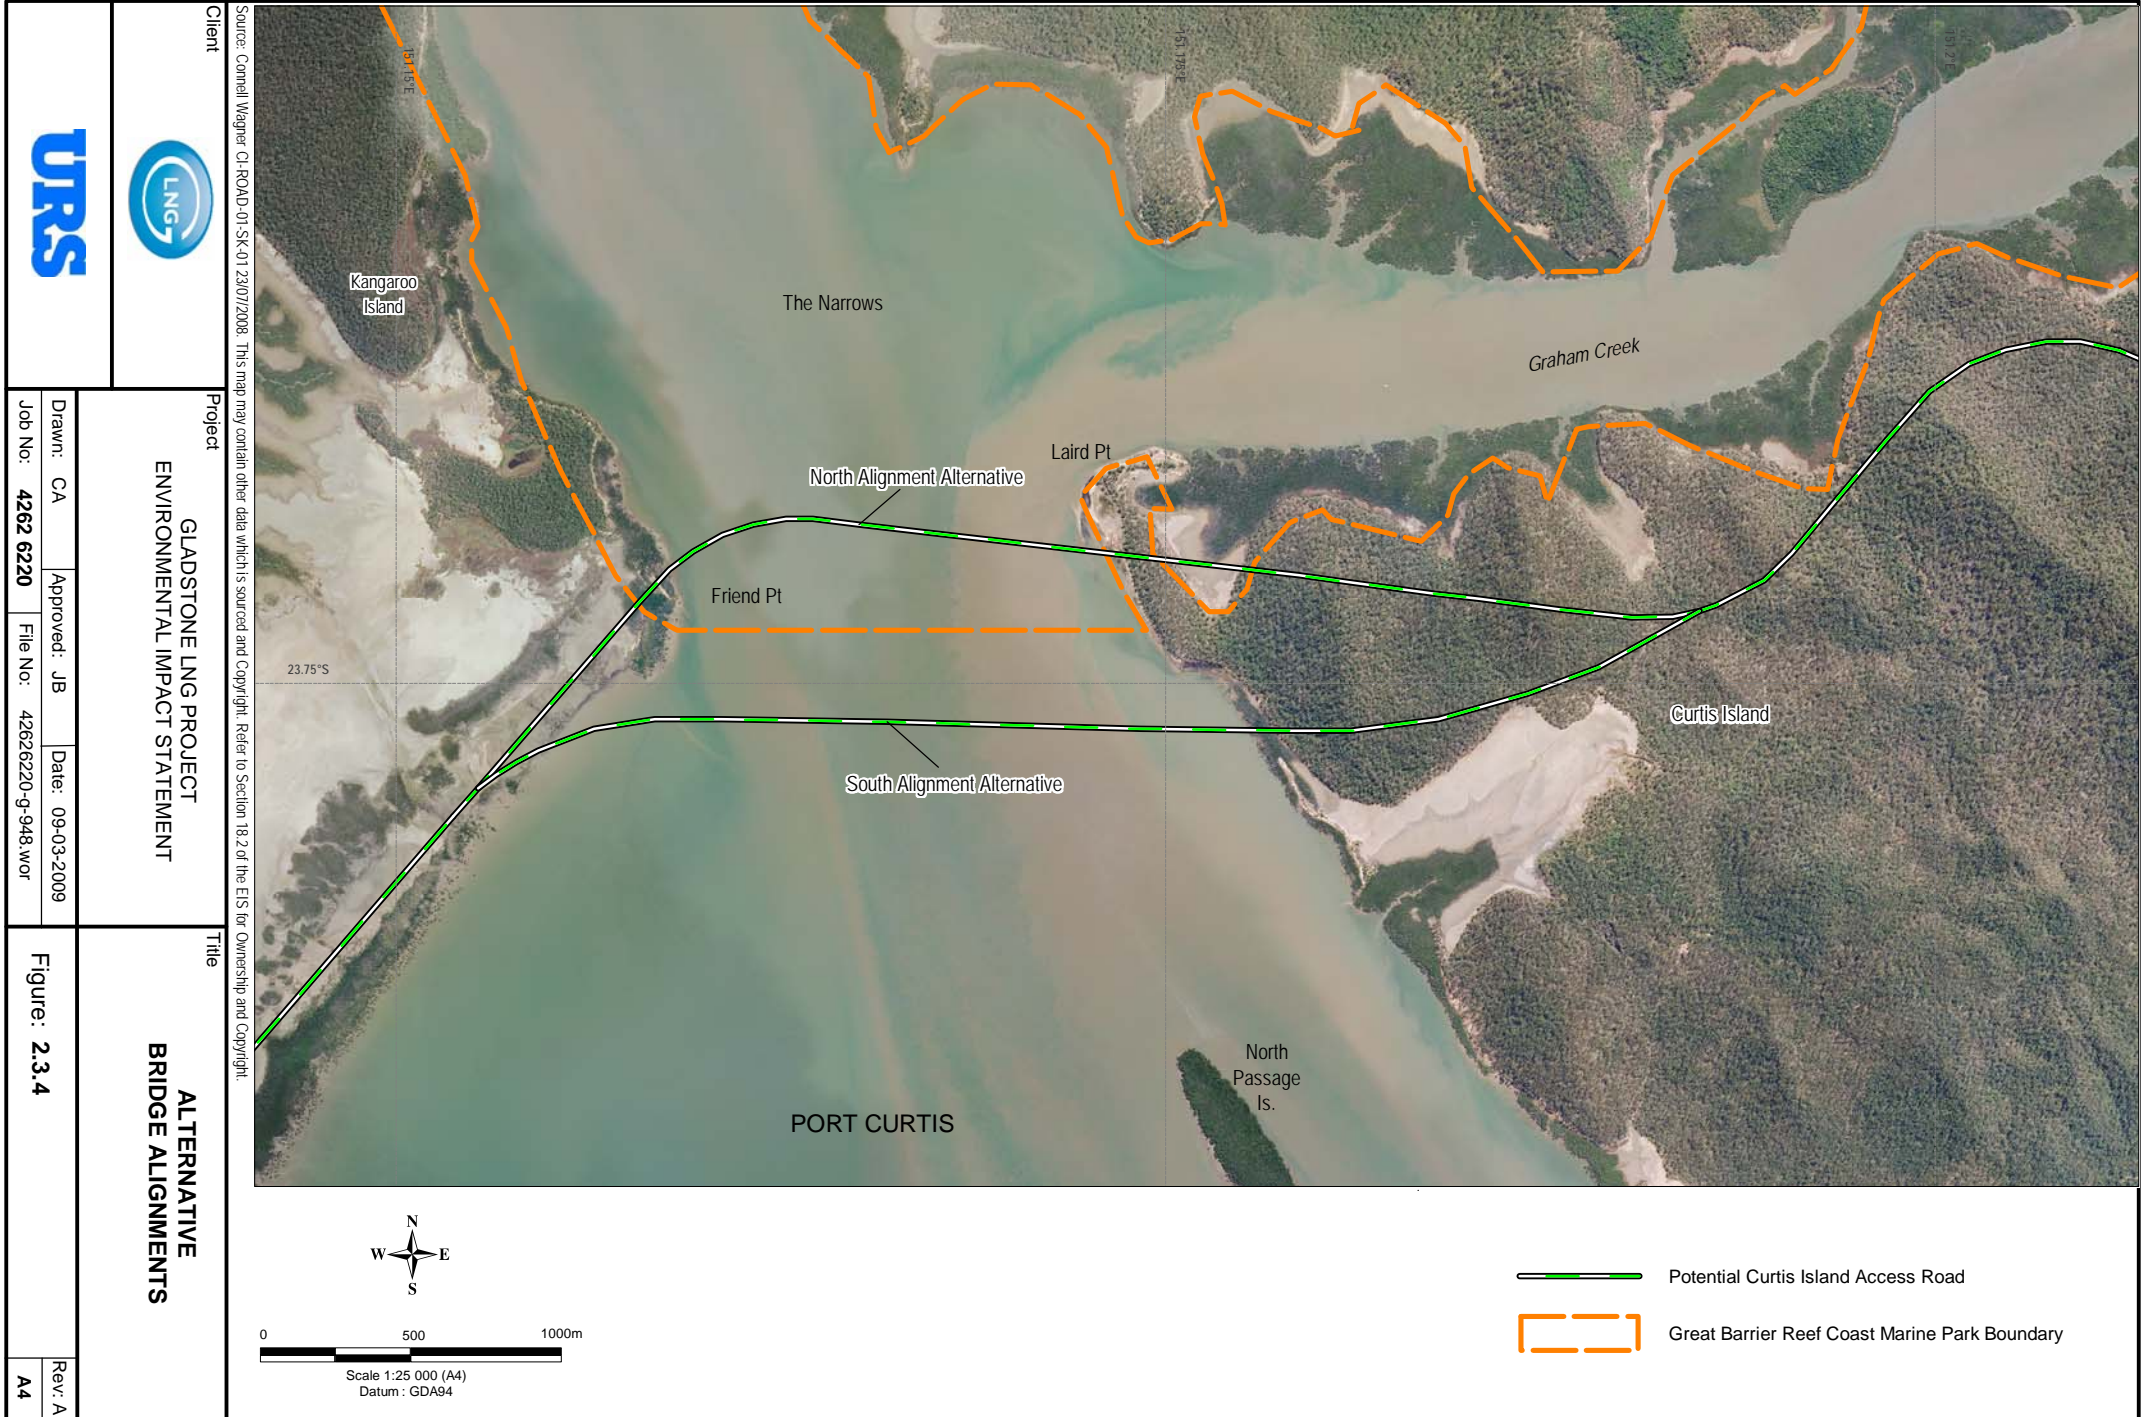 Client
LNG
URS
Project
GLADSTONE LNG PROJECT
ENVIRONMENTAL IMPACT STATEMENT
Drawn: CA
Approved: JB
Date: 09-03-2009
Job No: 4262 6220
File No: 42626220-g-948.wor
Title
ALTERNATIVE
BRIDGE ALIGNMENTS
Figure: 2.3.4
Rev: A
A4
Source: Connell Wagner CI-ROAD-01-SK-01 23/07/2008. This map may contain other data which is sourced and Copyright. Refer to Section 18.2 of the EIS for Ownership and Copyright.
151.15°E
151.175°E
151.2°E
Kangaroo
Island
The Narrows
Graham Creek
Laird Pt
North Alignment Alternative
Friend Pt
23.75°S
Curtis Island
South Alignment Alternative
North
Passage
Is.
PORT CURTIS
N
W E
S
0 500 1000m
Scale 1:25 000 (A4)
Datum : GDA94
Potential Curtis Island Access Road
Great Barrier Reef Coast Marine Park Boundary